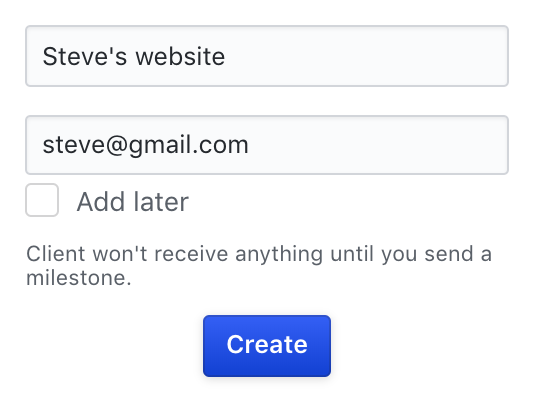 Steve's website
steve@gmail.com
Add later
Client won't receive anything until you send a
milestone.
Create